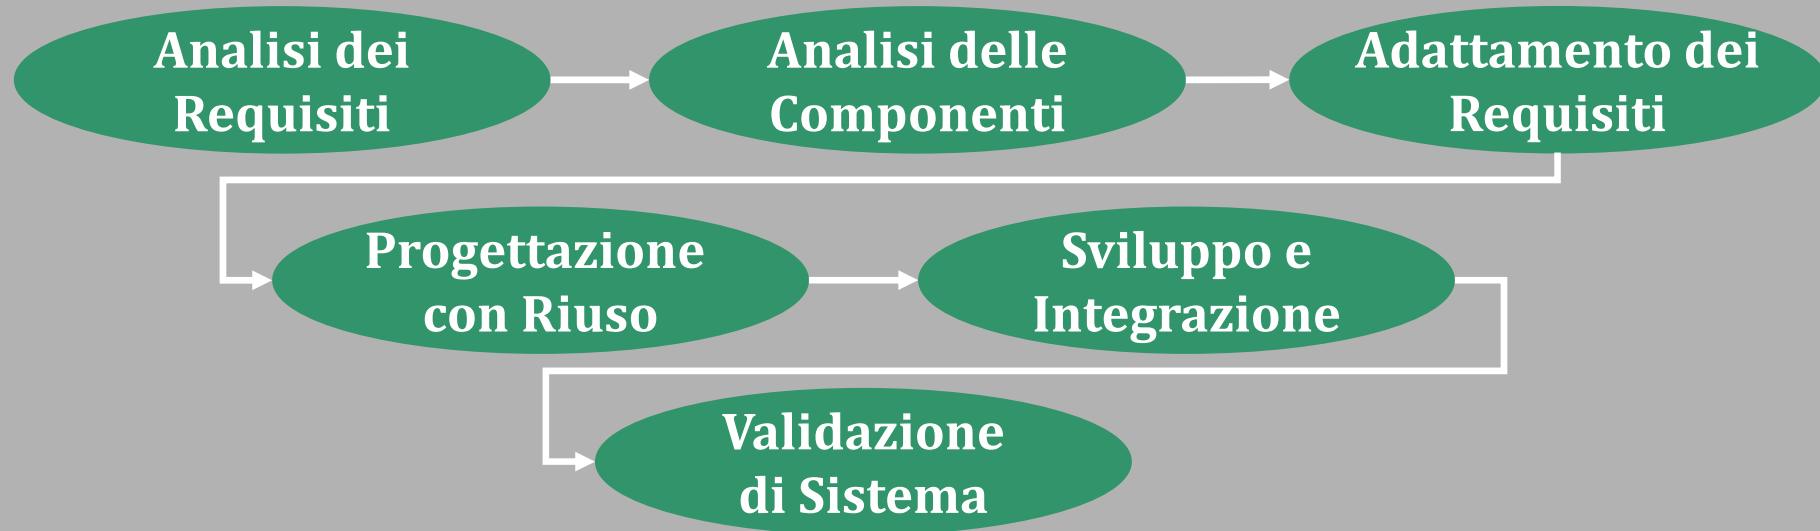 Analisi dei
Requisiti
Analisi delle
Componenti
Adattamento dei
Requisiti
Progettazione
con Riuso
Sviluppo e
Integrazione
Validazione
di Sistema